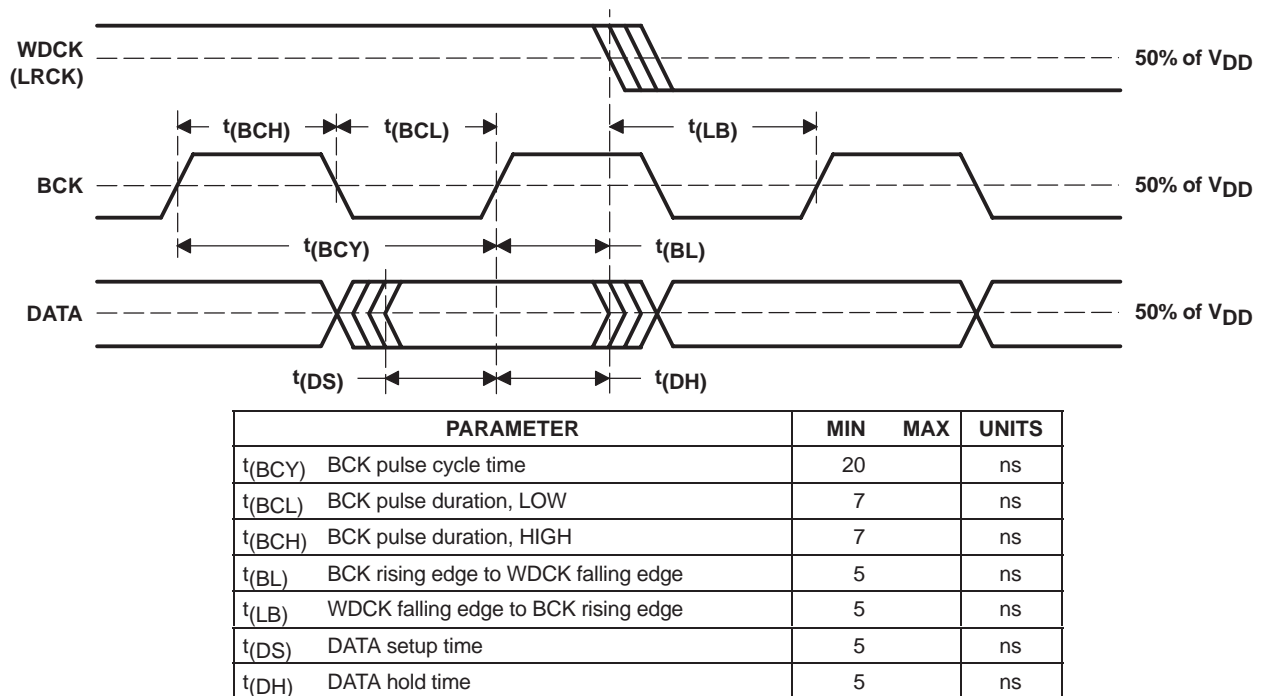 WDCK
(LRCK)
50% of VDD
t(BCH) t(BCL) t(LB)
BCK
50% of VDD
t(BCY) t(BL)
DATA
50% of VDD
t(DS) t(DH)
PARAMETER MIN MAX UNITS
t(BCY) BCK pulse cycle time 20 ns
t(BCL) BCK pulse duration, LOW 7 ns
t(BCH) BCK pulse duration, HIGH 7 ns
t(BL) BCK rising edge to WDCK falling edge 5 ns
t(LB) WDCK falling edge to BCK rising edge 5 ns
t(DS) DATA setup time 5 ns
t(DH) DATA hold time 5 ns